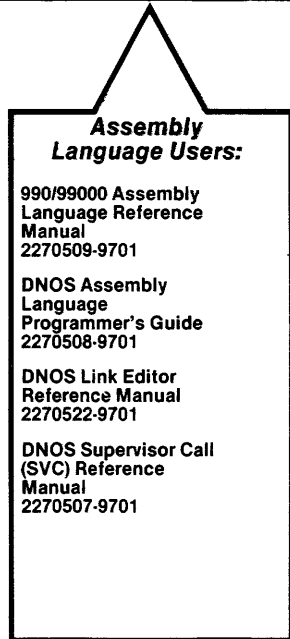 Assembly
Language Users:
990/99000 Assembly
Language Reference
Manual
2270509-9701
DNOS Assembly
Language
Programmer's Guide
2270508-9701
DNOS Link Editor
Reference Manual
2270522-9701
DNOS Supervisor Call
(SVC) Reference
Manual
2270507-9701